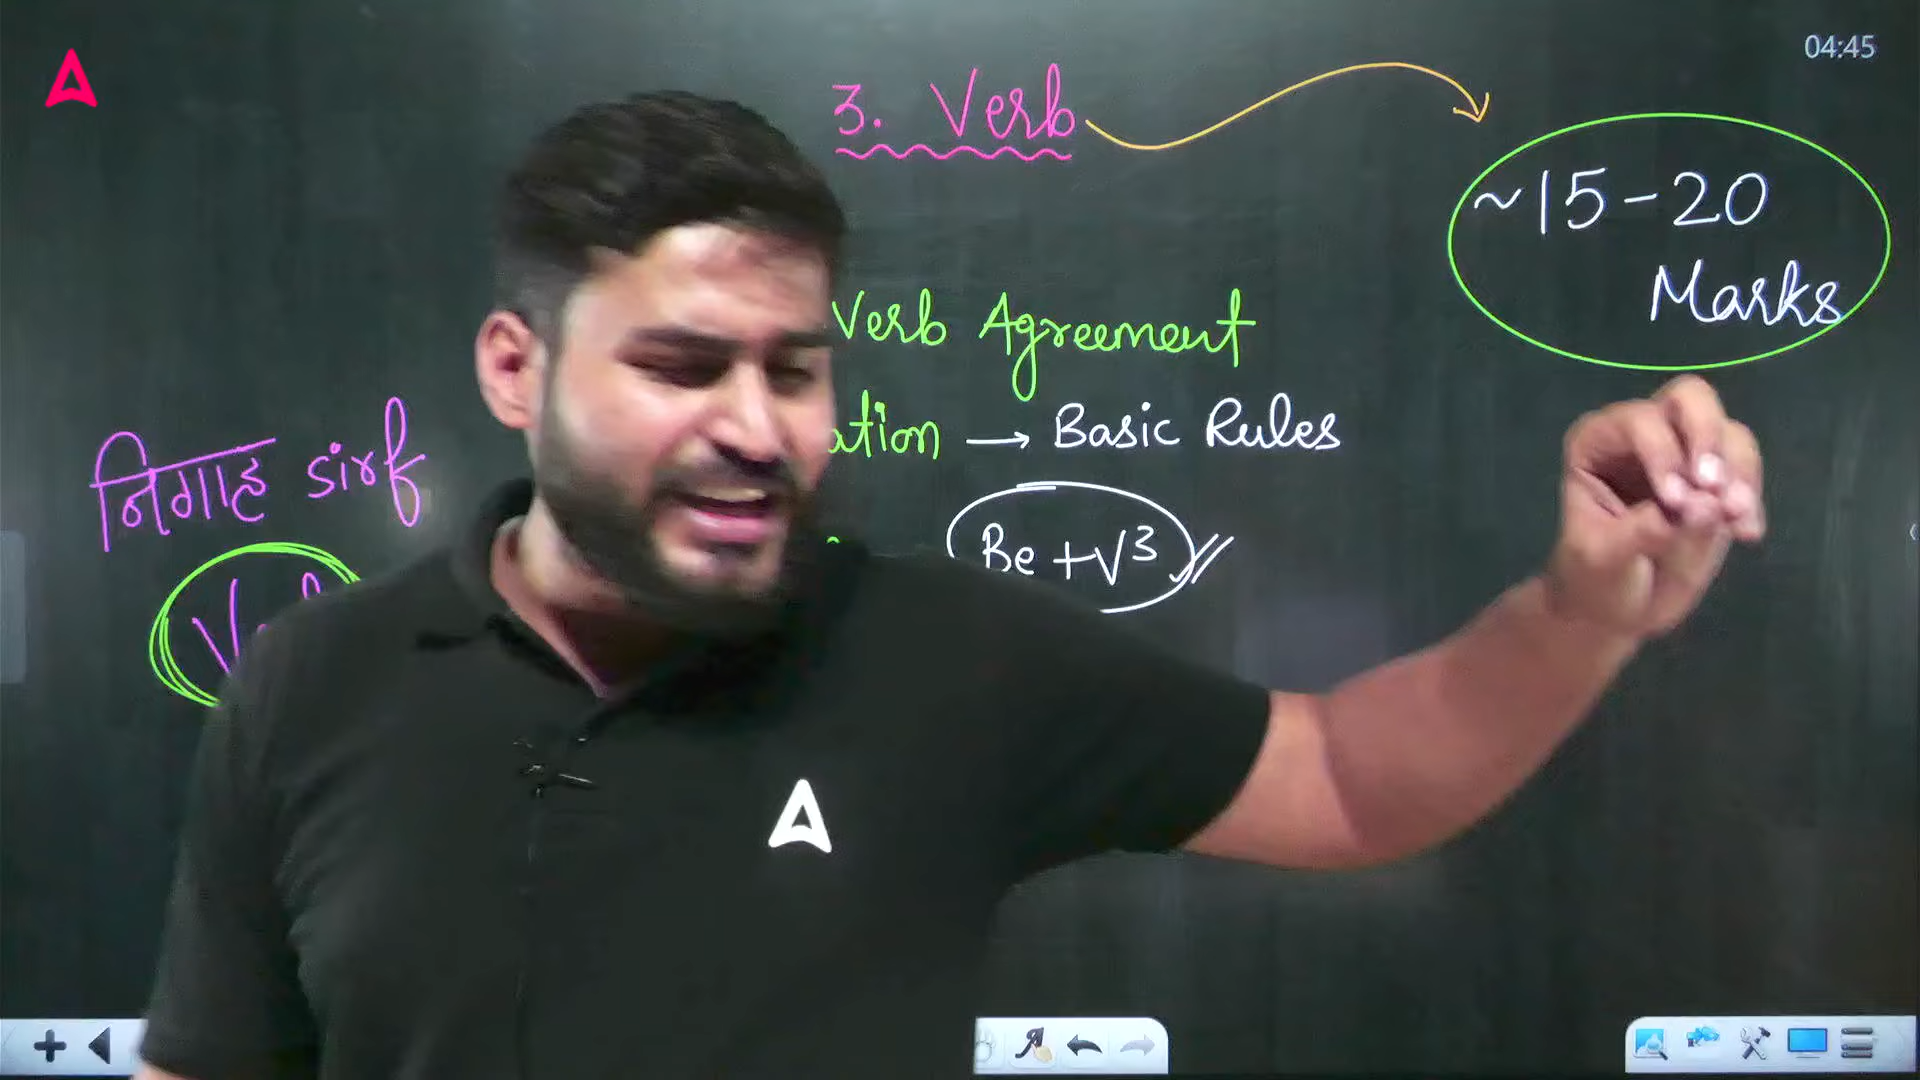 04:45
3. Verb
~15-20
Marks
Verb Agreement
ation → Basic Rules
निगाह sirf
Be + V³